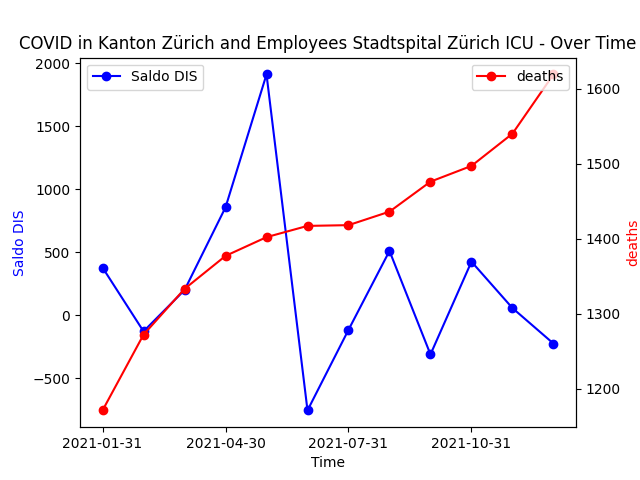 COVID in Kanton Zürich and Employees Stadtspital Zürich ICU - Over Time
Saldo DIS
deaths
2000
1500
1000
500
0
−500
Saldo DIS
1600
1500
1400
1300
1200
deaths
2021-01-31
2021-04-30
2021-07-31
2021-10-31
Time